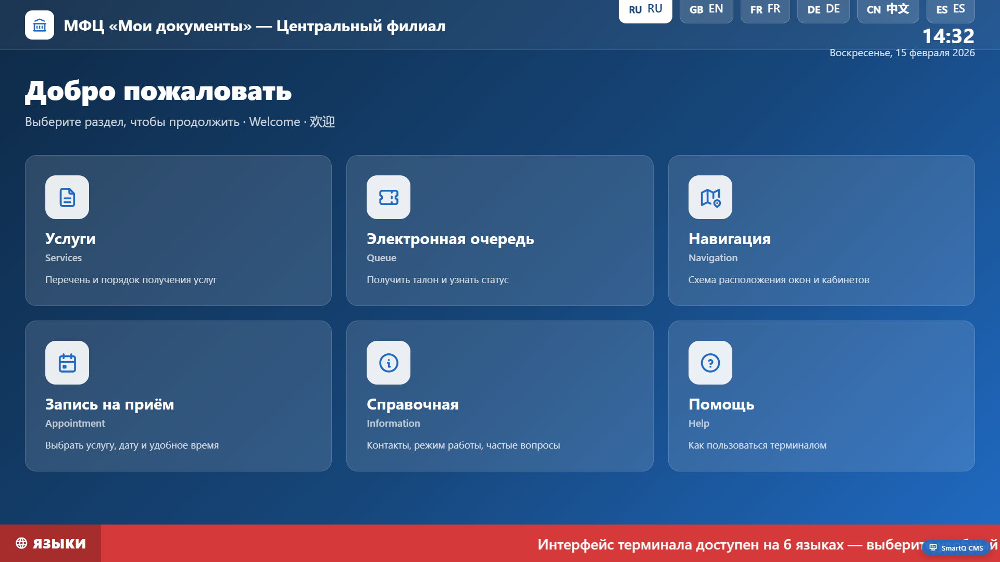 МФЦ «Мои документы» — Центральный филиал
RU RU
GB EN
FR FR
DE DE
CN 中文
ES ES
14:32
Воскресенье, 15 февраля 2026
Добро пожаловать
Выберите раздел, чтобы продолжить · Welcome · 欢迎
Услуги
Services
Перечень и порядок получения услуг
Электронная очередь
Queue
Получить талон и узнать статус
Навигация
Navigation
Схема расположения окон и кабинетов
Запись на приём
Appointment
Выбрать услугу, дату и удобное время
Справочная
Information
Контакты, режим работы, частые вопросы
Помощь
Help
Как пользоваться терминалом
языки
Интерфейс терминала доступен на 6 языках —
SmartQ CMS